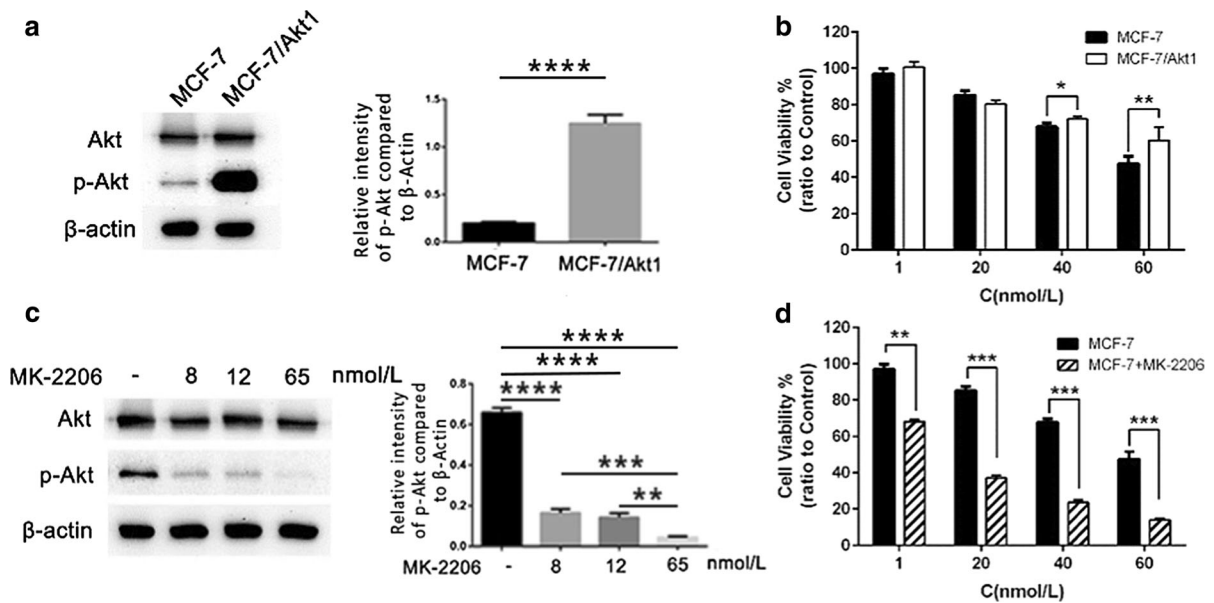 a
MCF-7
MCF-7/Akt1
Akt
p-Akt
β-actin
****
Relative intensity
of p-Akt compared
to β-Actin
1.5
1.0
0.5
0.0
MCF-7
MCF-7/Akt1
b
MCF-7
MCF-7/Akt1
Cell Viability %
(ratio to Control)
120
100
80
60
40
20
0
*
**
1
20
40
60
C(nmol/L)
c
MK-2206
-
8
12
65
nmol/L
Akt
p-Akt
β-actin
****
****
****
***
**
Relative intensity
of p-Akt compared
to β-Actin
0.8
0.6
0.4
0.2
0.0
MK-2206
-
8
12
65
nmol/L
d
MCF-7
MCF-7+MK-2206
Cell Viability %
(ratio to Control)
120
100
80
60
40
20
0
**
***
***
***
1
20
40
60
C(nmol/L)